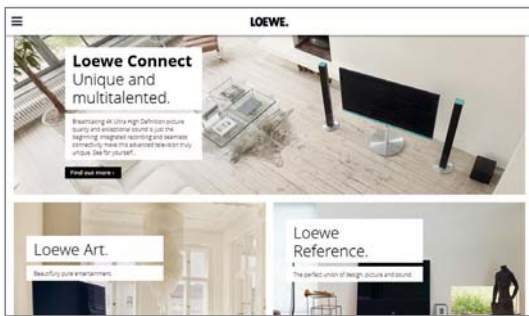 LOEWE.
Loewe Connect
Unique and
multitalented.
Breathtaking 4K Ultra High Definition picture
quality and exceptional sound is just the
beginning: integrated recording and seamless
connectivity make this advanced television truly
unique. See for yourself...
Find out more ›
Loewe Art.
Beautifully pure entertainment.
Loewe
Reference.
The perfect union of design, picture and sound.